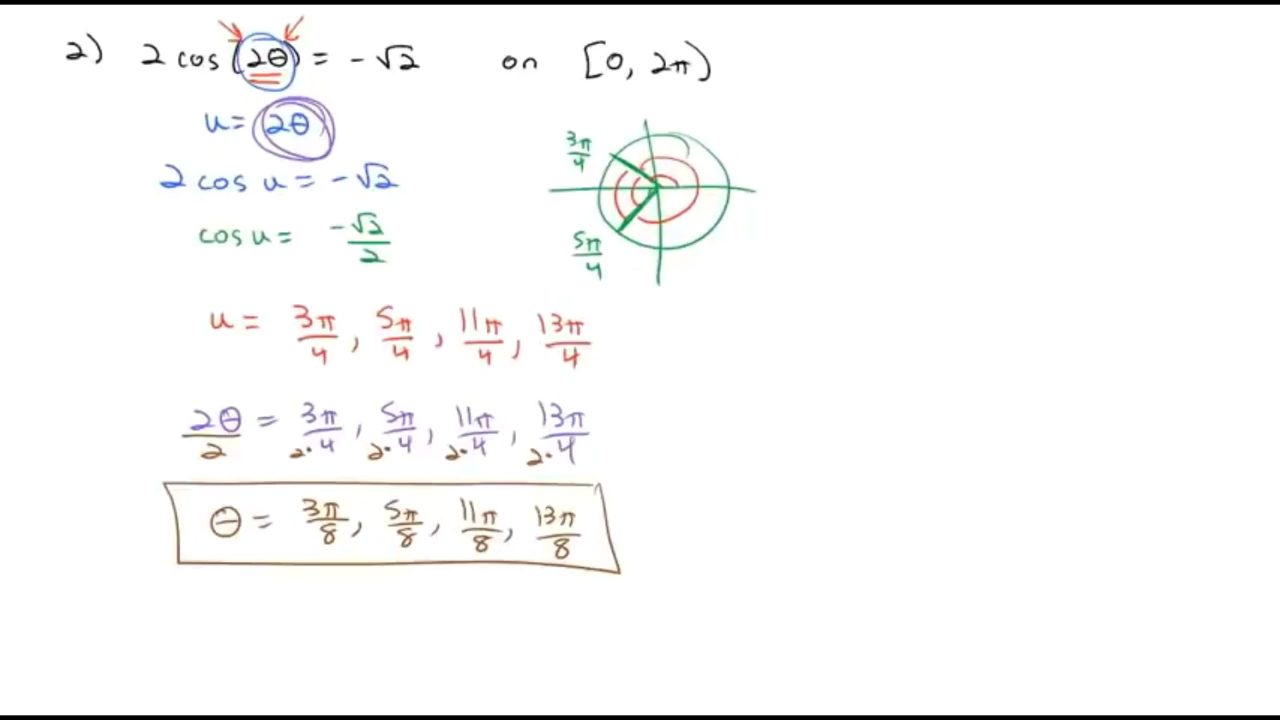 2) 2 cos(2θ) = -√2 on [0, 2π)
u = 2θ
2 cos u = -√2
cos u = -√2/2
3π/4
5π/4
u = 3π/4, 5π/4, 11π/4, 13π/4
2θ/2 = 3π/2·4, 5π/2·4, 11π/2·4, 13π/2·4
θ = 3π/8, 5π/8, 11π/8, 13π/8